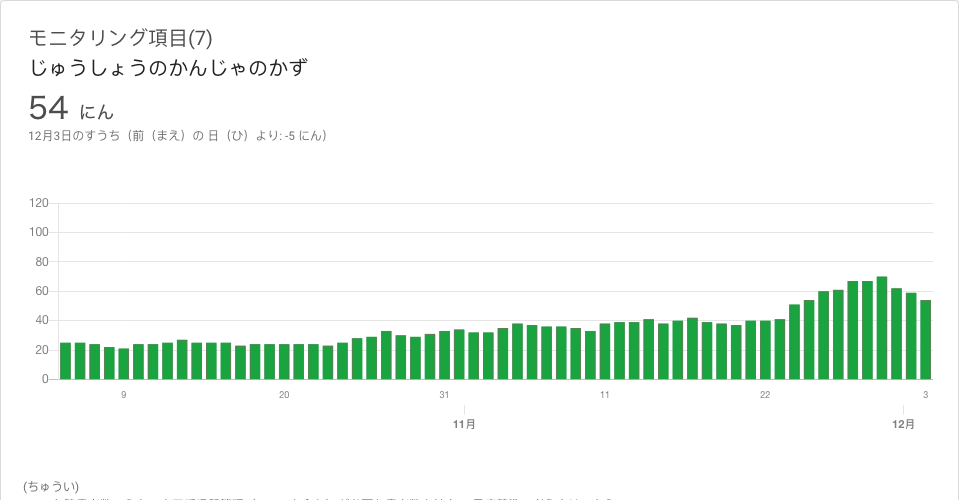 モニタリング項目(7)
じゅうしょうのかんじゃのかず
54 にん
12月3日のすうち（前（まえ）の 日（ひ）より: -5 にん）
120
100
80
60
40
20
0
9 20 31 11 22 3
11月 12月
(ちゅうい)